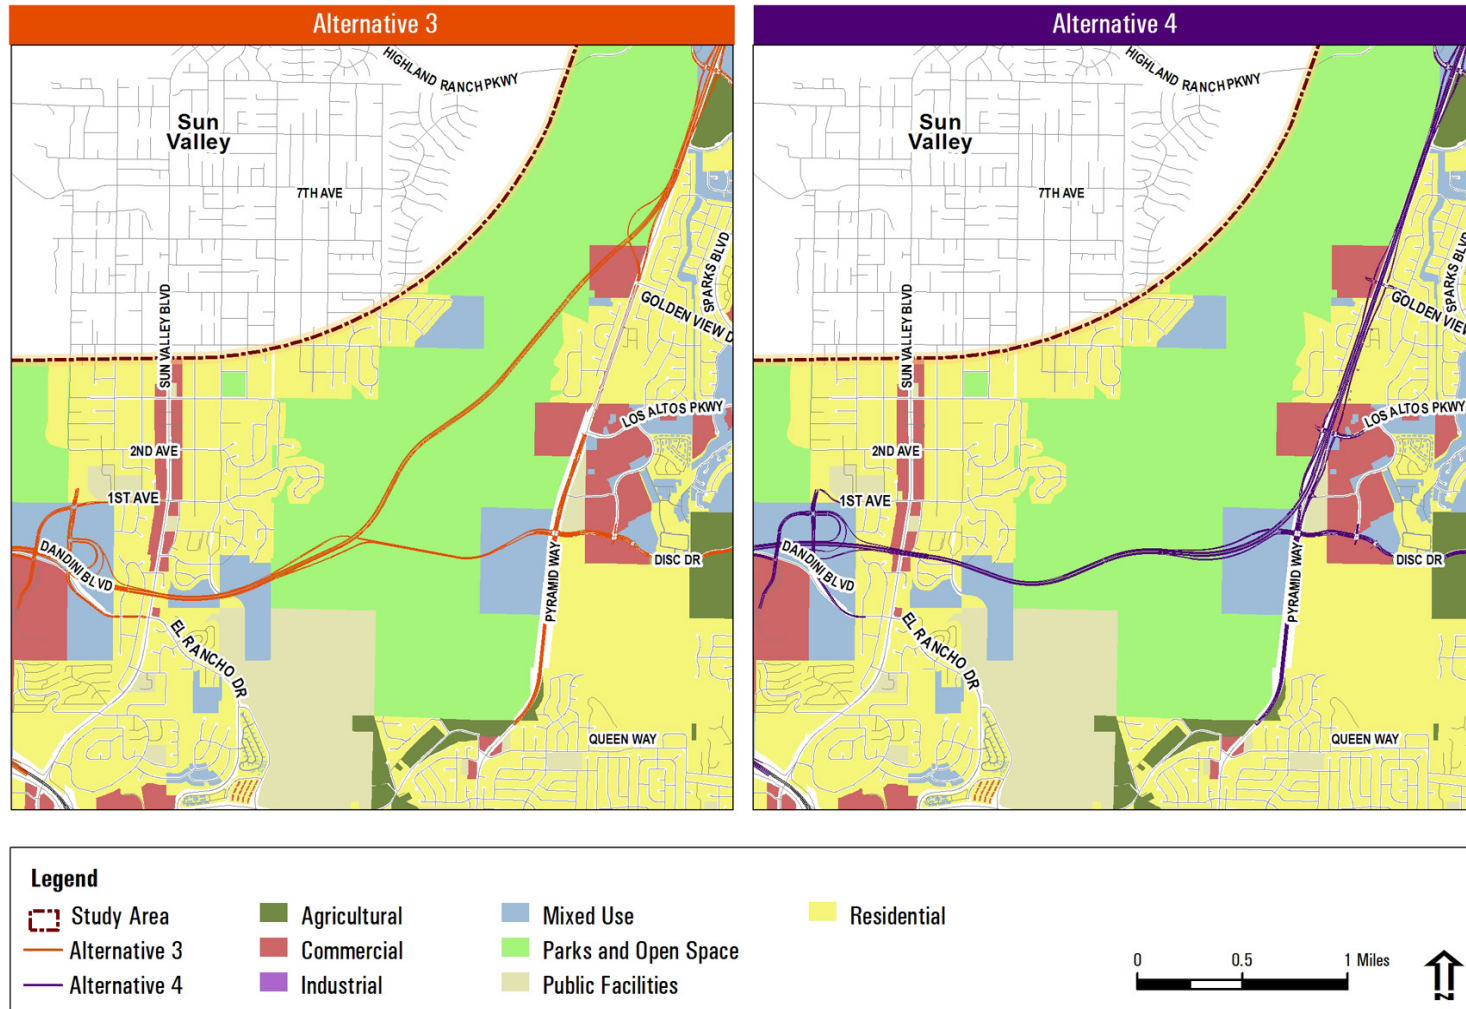 Alternative 3
HIGHLAND RANCH PKWY
Sun
Valley
7TH AVE
SUN VALLEY BLVD
SPARKS BLVD
GOLDEN VIEW D
LOS ALTOS PKWY
2ND AVE
1ST AVE
DANDINI BLVD
DISC DR
PYRAMID WAY
EL RANCHO DR
QUEEN WAY
Alternative 4
HIGHLAND RANCH PKWY
Sun
Valley
7TH AVE
SUN VALLEY BLVD
SPARKS BLVD
GOLDEN VIEW
LOS ALTOS PKWY
2ND AVE
1ST AVE
DANDINI BLVD
DISC DR
PYRAMID WAY
EL RANCHO DR
QUEEN WAY
Legend
Study Area
Alternative 3
Alternative 4
Agricultural
Commercial
Industrial
Mixed Use
Parks and Open Space
Public Facilities
Residential
0 0.5 1 Miles
N